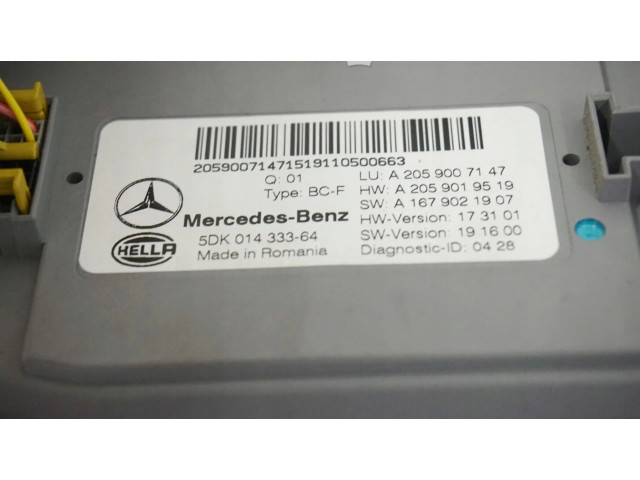 20590071471519110500663
Q: 01
Type: BC-F
LU: A 205 900 71 47
HW: A 205 901 95 19
SW: A 167 902 19 07
HW-Version: 17 31 01
SW-Version: 19 16 00
Diagnostic-ID: 04 28
Mercedes-Benz
HELLA
5DK 014 333-64
Made in Romania